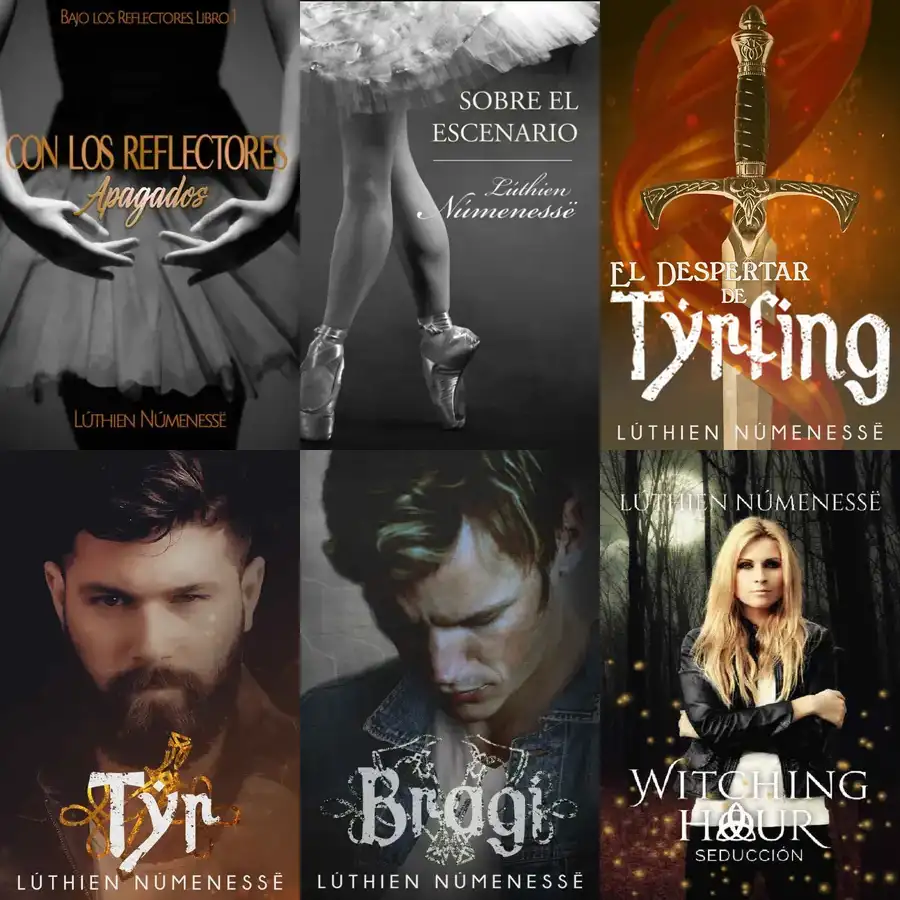 BAJO LOS REFLECTORES, LIBRO 1
CON LOS REFLECTORES
Apagados
LÚTHIEN NÚMENESSË
SOBRE EL
ESCENARIO
Lúthien
Númenessë
EL DESPERTAR
DE
Tyrfing
LÚTHIEN NÚMENESSË
Tyr
LÚTHIEN NÚMENESSË
Bragi
LÚTHIEN NÚMENESSË
LÚTHIEN NÚMENESSË
WITCHING
HOUR
SEDUCCIÓN